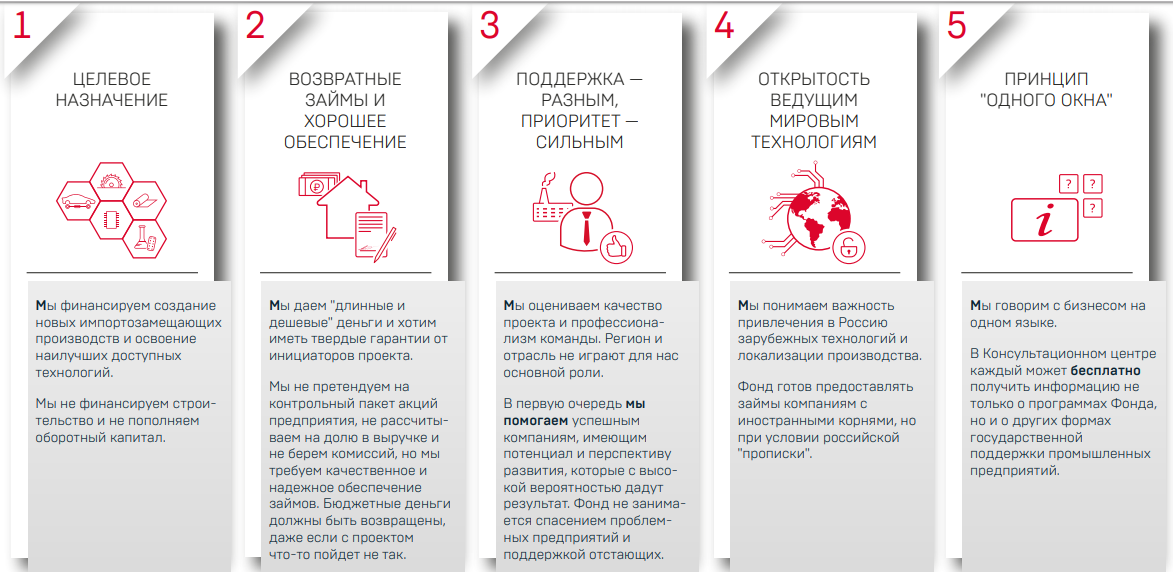 1
ЦЕЛЕВОЕ
НАЗНАЧЕНИЕ
Мы финансируем создание
новых импортозамещающих
производств и освоение
наилучших доступных
технологий.
Мы не финансируем строи-
тельство и не пополняем
оборотный капитал.
2
ВОЗВРАТНЫЕ
ЗАЙМЫ И
ХОРОШЕЕ
ОБЕСПЕЧЕНИЕ
₽
Мы даем "длинные и
дешевые" деньги и хотим
иметь твердые гарантии от
инициаторов проекта.
Мы не претендуем на
контрольный пакет акций
предприятия, не рассчиты-
ваем на долю в выручке и
не берем комиссий, но мы
требуем качественное и
надежное обеспечение
займов. Бюджетные деньги
должны быть возвращены,
даже если с проектом
что-то пойдет не так.
3
ПОДДЕРЖКА —
РАЗНЫМ,
ПРИОРИТЕТ —
СИЛЬНЫМ
Мы оцениваем качество
проекта и профессиона-
лизм команды. Регион и
отрасль не играют для нас
основной роли.
В первую очередь мы
помогаем успешным
компаниям, имеющим
потенциал и перспективу
развития, которые с высо-
кой вероятностью дадут
результат. Фонд не занима-
ется спасением проблем-
ных предприятий и
поддержкой отстающих.
4
ОТКРЫТОСТЬ
ВЕДУЩИМ
МИРОВЫМ
ТЕХНОЛОГИЯМ
Мы понимаем важность
привлечения в Россию
зарубежных технологий и
локализации производства.
Фонд готов предоставлять
займы компаниям с
иностранными корнями, но
при условии российской
"прописки".
5
ПРИНЦИП
"ОДНОГО ОКНА"
? ?
i ?
Мы говорим с бизнесом на
одном языке.
В Консультационном центре
каждый может бесплатно
получить информацию не
только о программах Фонда,
но и о других формах
государственной
поддержки промышленных
предприятий.